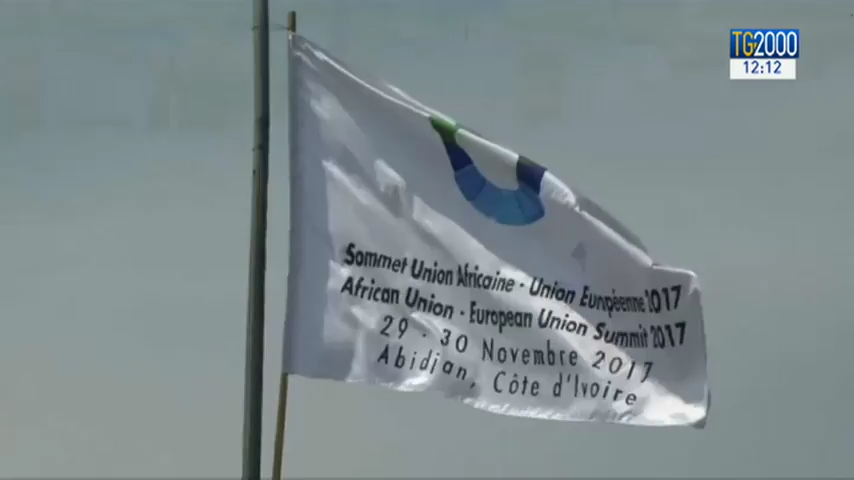 TG2000
12:12
Sommet Union Africaine - Union Européenne 2017
African Union - European Union Summit 2017
29 - 30 Novembre 2017
Abidjan, Côte d'Ivoire